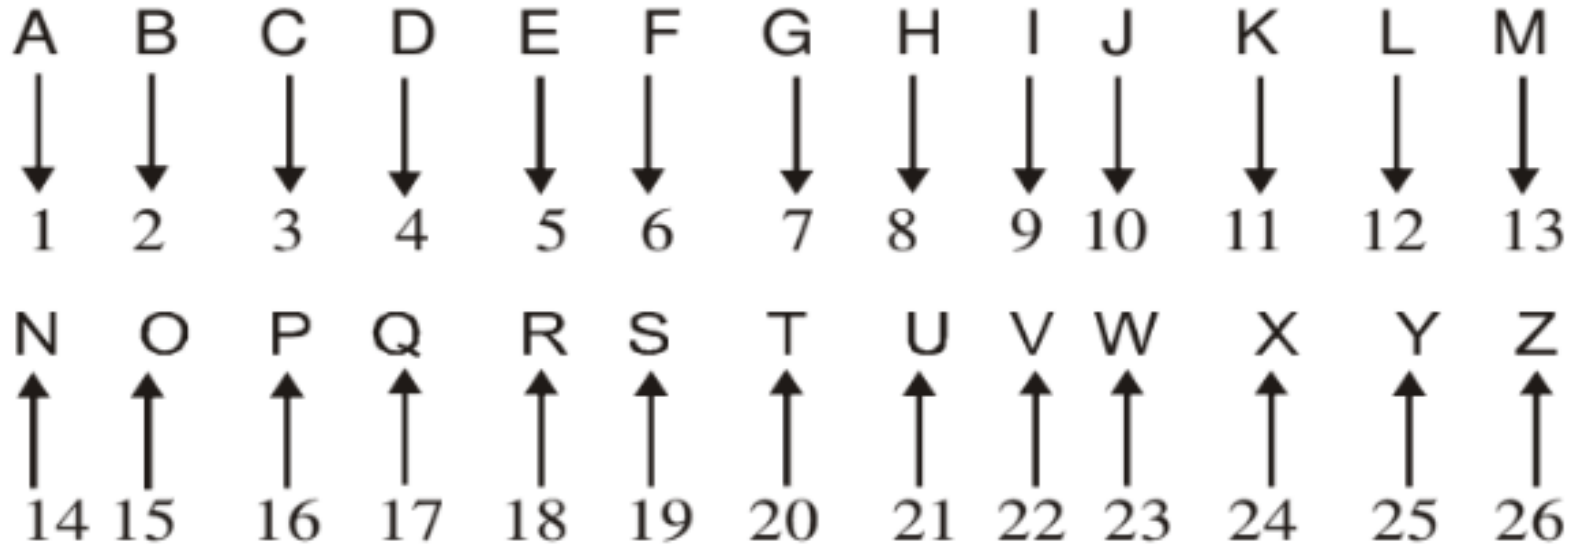 A B C D E F G H I J K L M
1 2 3 4 5 6 7 8 9 10 11 12 13
N O P Q R S T U V W X Y Z
14 15 16 17 18 19 20 21 22 23 24 25 26